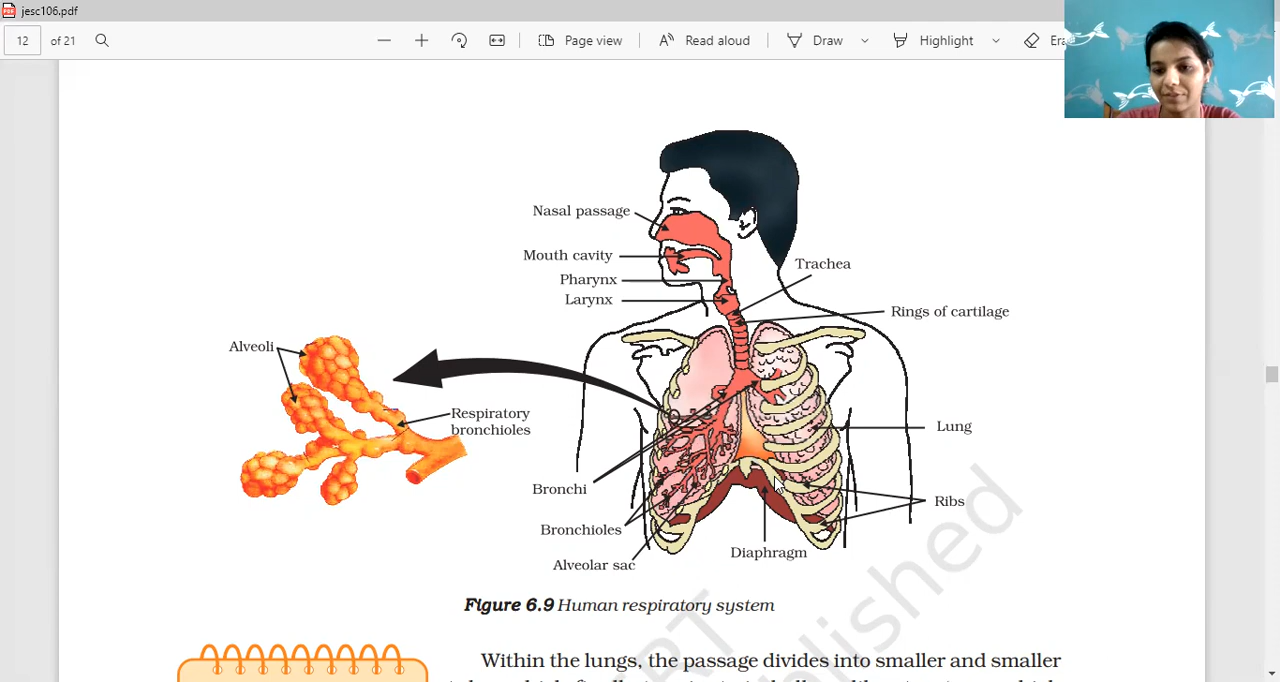 jesc106.pdf
12 of 21
Page view
Read aloud
Draw
Highlight
Nasal passage
Mouth cavity
Pharynx
Larynx
Trachea
Rings of cartilage
Alveoli
Respiratory
bronchioles
Lung
Bronchi
Ribs
Bronchioles
Diaphragm
Alveolar sac
Figure 6.9 Human respiratory system
Within the lungs, the passage divides into smaller and smaller